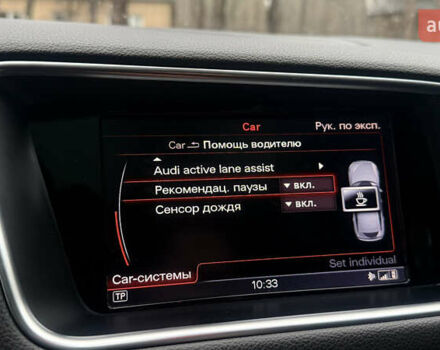 au
Car
Рук. по эксп.
Car Помощь водителю
Audi active lane assist
Рекомендац. паузы вкл.
Сенсор дождя вкл.
Set individual
Car-системы
TP
10:33